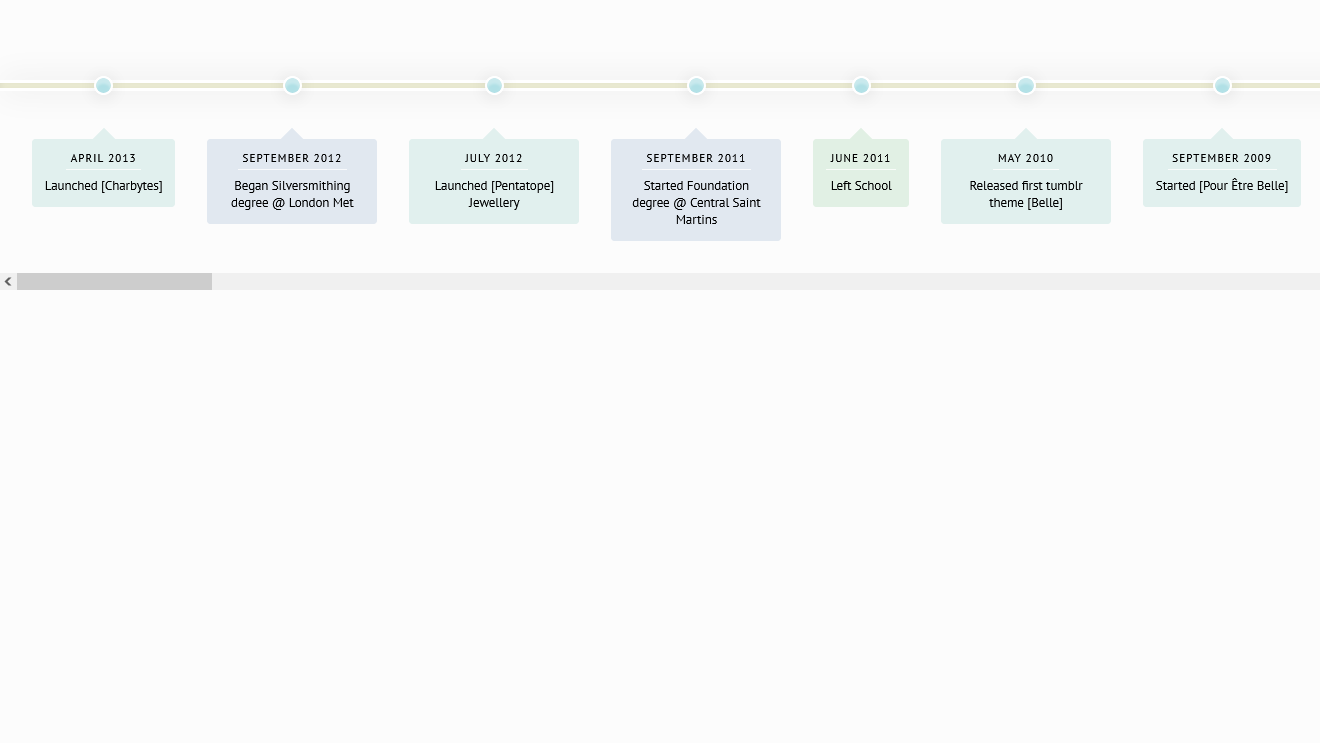 APRIL 2013
Launched [Charbytes]
SEPTEMBER 2012
Began Silversmithing
degree @ London Met
JULY 2012
Launched [Pentatope]
Jewellery
SEPTEMBER 2011
Started Foundation
degree @ Central Saint
Martins
JUNE 2011
Left School
MAY 2010
Released first tumblr
theme [Belle]
SEPTEMBER 2009
Started [Pour Être Belle]